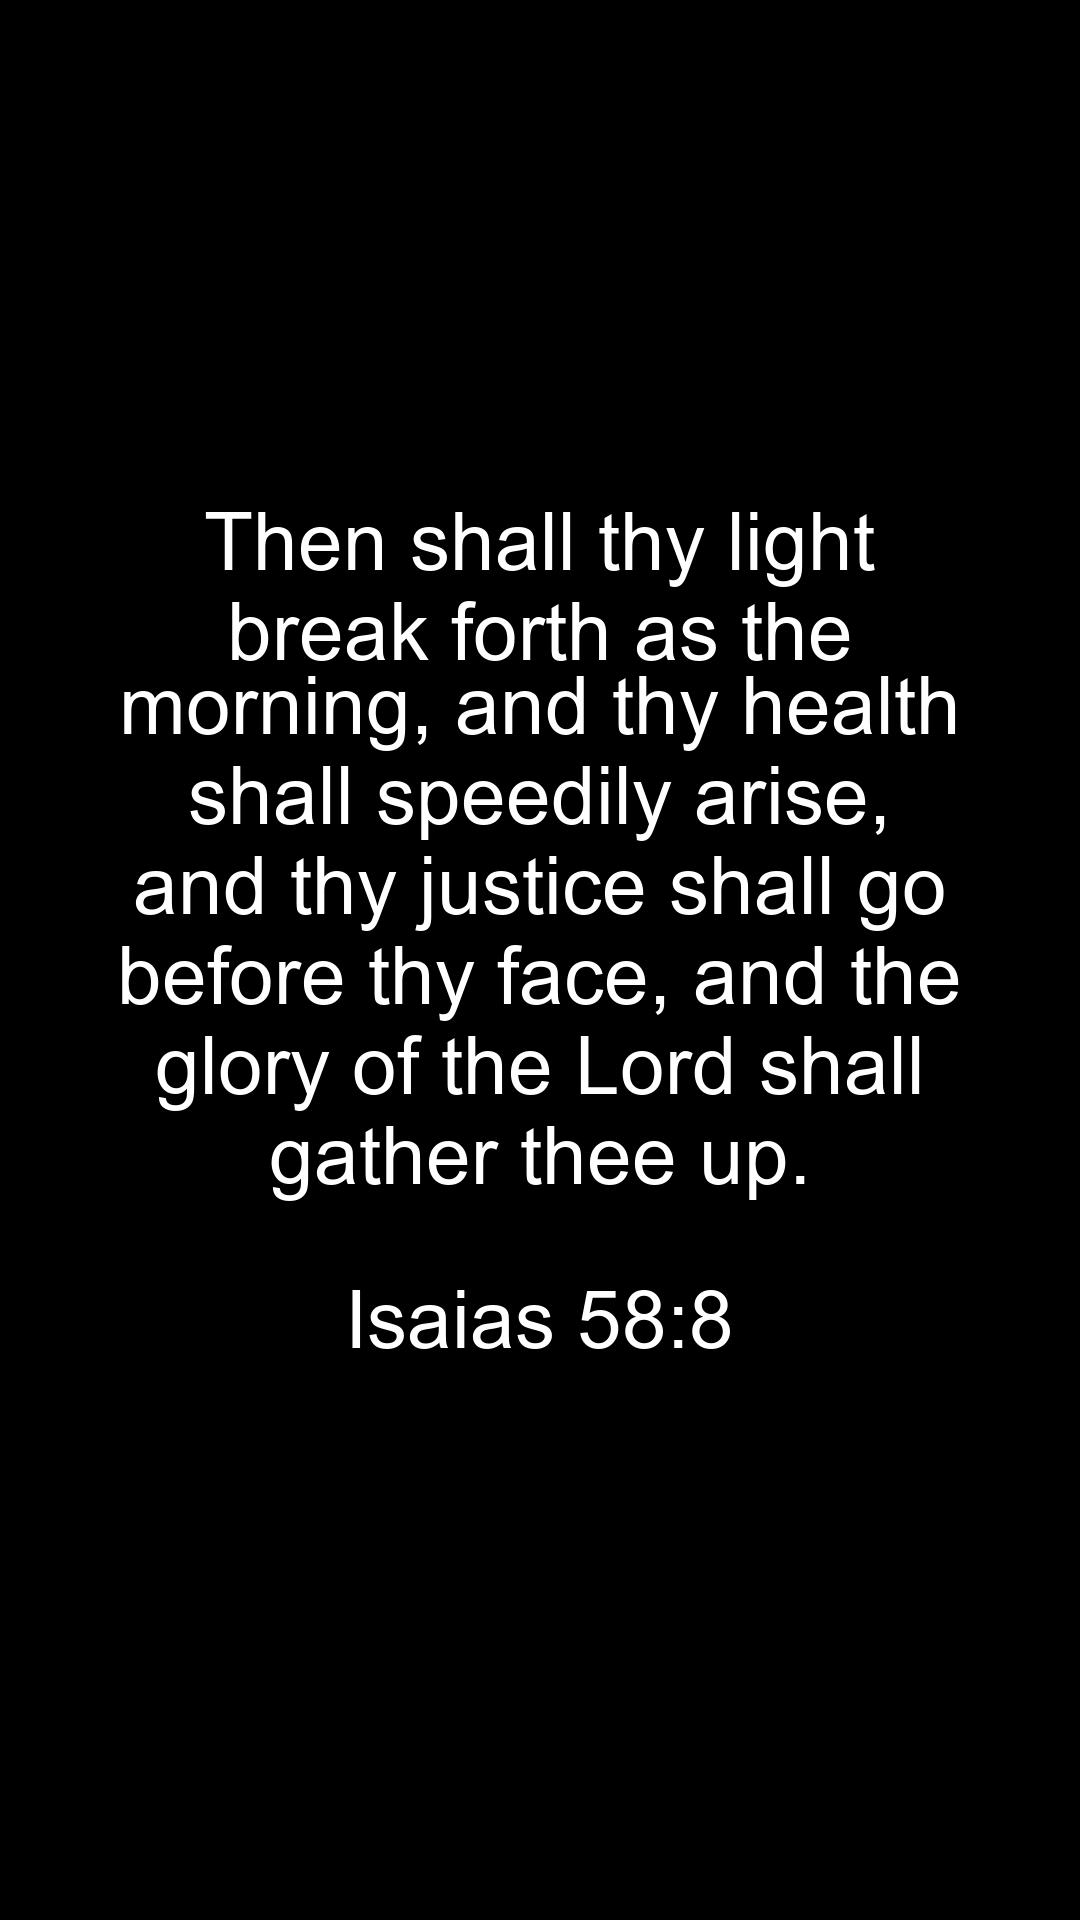 Then shall thy light
break forth as the
morning, and thy health
shall speedily arise,
and thy justice shall go
before thy face, and the
glory of the Lord shall
gather thee up.
Isaias 58:8